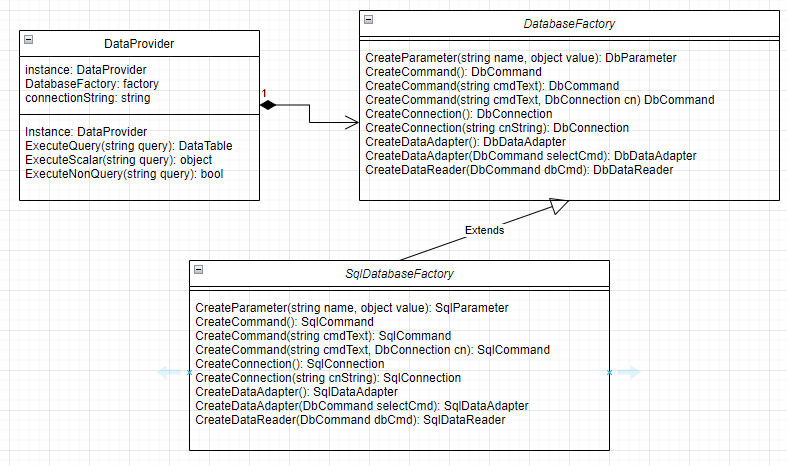 DataProvider
instance: DataProvider
DatabaseFactory: factory
connectionString: string
Instance: DataProvider
ExecuteQuery(string query): DataTable
ExecuteScalar(string query): object
ExecuteNonQuery(string query): bool
1
DatabaseFactory
CreateParameter(string name, object value): DbParameter
CreateCommand(): DbCommand
CreateCommand(string cmdText): DbCommand
CreateCommand(string cmdText, DbConnection cn) DbCommand
CreateConnection(): DbConnection
CreateConnection(string cnString): DbConnection
CreateDataAdapter(): DbDataAdapter
CreateDataAdapter(DbCommand selectCmd): DbDataAdapter
CreateDataReader(DbCommand dbCmd): DbDataReader
Extends
SqlDatabaseFactory
CreateParameter(string name, object value): SqlParameter
CreateCommand(): SqlCommand
CreateCommand(string cmdText): SqlCommand
CreateCommand(string cmdText, DbConnection cn): SqlCommand
CreateConnection(): SqlConnection
CreateConnection(string cnString): SqlConnection
CreateDataAdapter(): SqlDataAdapter
CreateDataAdapter(DbCommand selectCmd): SqlDataAdapter
CreateDataReader(DbCommand dbCmd): SqlDataReader